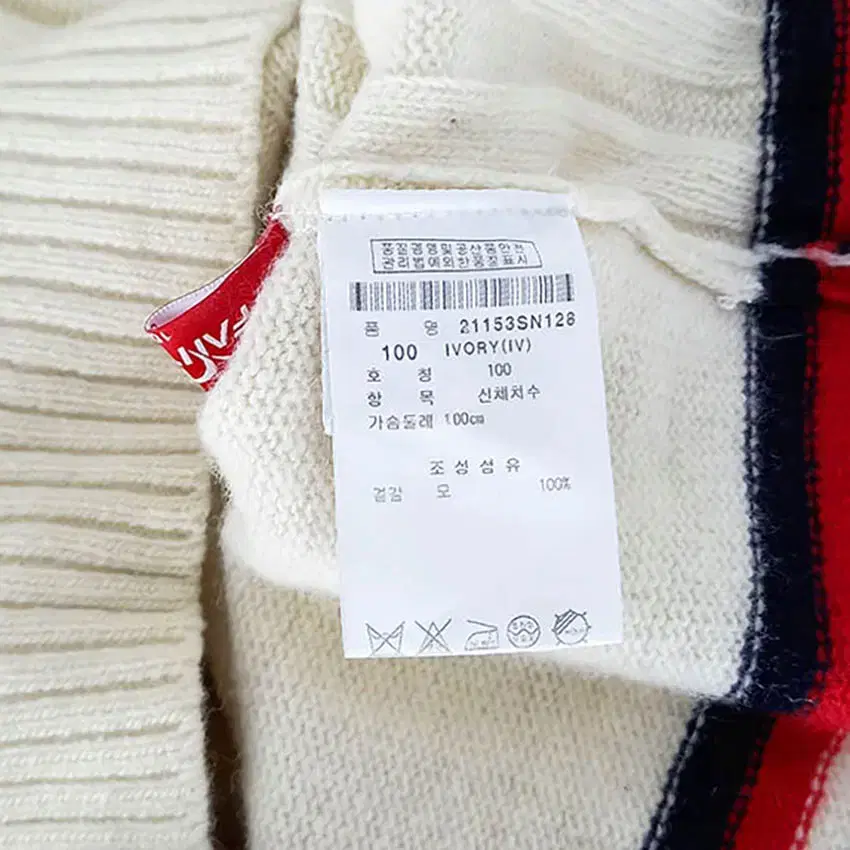 품질경영및공산품안전
관리법에의한품질표시
품 명 21153SN128
100 IVORY(IV)
호 칭 100
항 목 신체치수
가슴둘레 100cm
조성섬유
겉감 모 100%